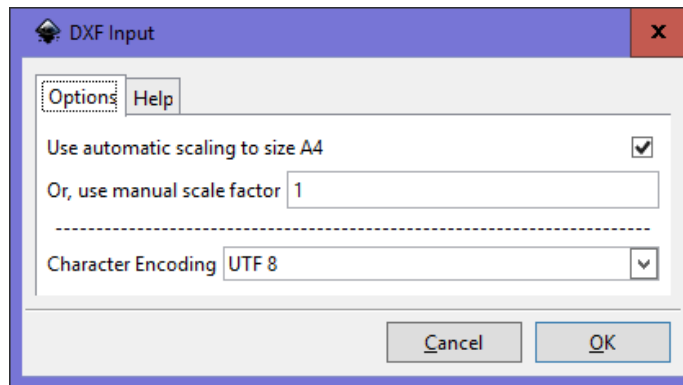 DXF Input
x
Options Help
Use automatic scaling to size A4
Or, use manual scale factor 1
--------------------------------------------------------------------
Character Encoding UTF 8
Cancel OK